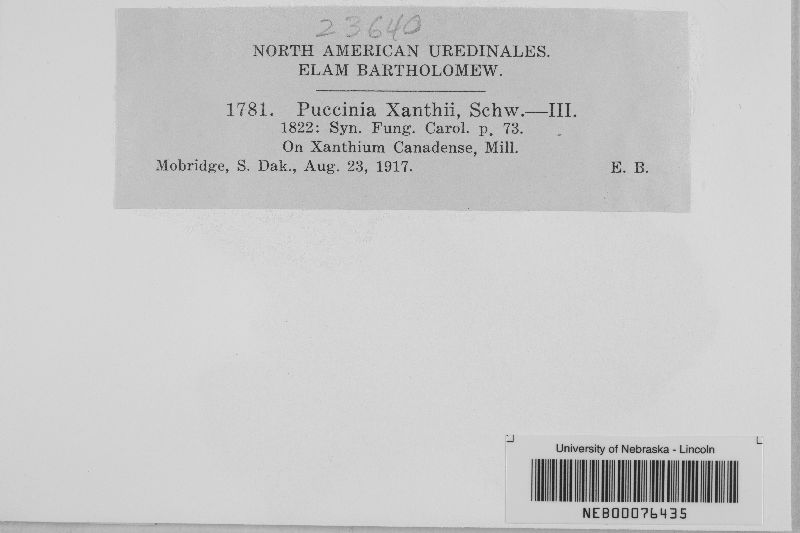 23640
NORTH AMERICAN UREDINALES.
ELAM BARTHOLOMEW.
1781. Puccinia Xanthii, Schw.—III.
1822: Syn. Fung. Carol. p. 73.
On Xanthium Canadense, Mill.
Mobridge, S. Dak., Aug. 23, 1917. E. B.
University of Nebraska - Lincoln
NEB00076435